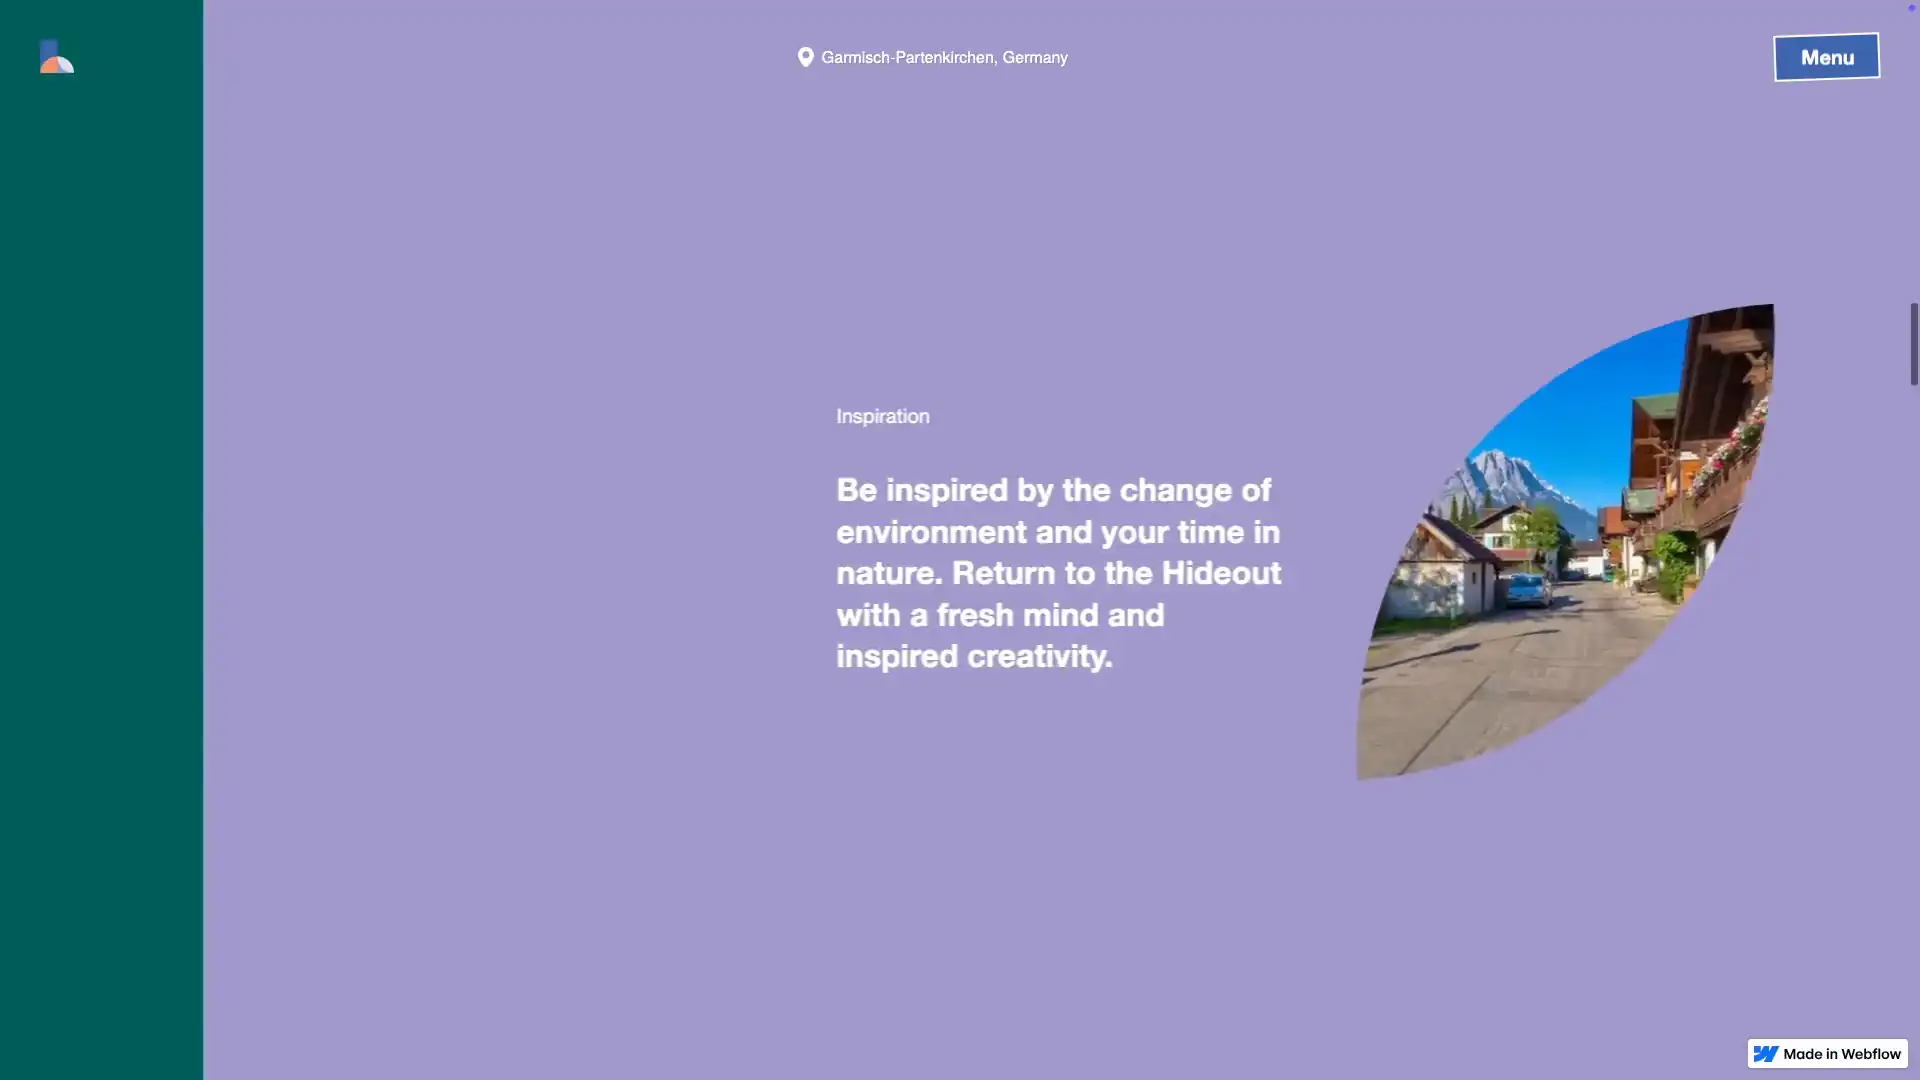 Garmisch-Partenkirchen, Germany
Menu
Inspiration
Be inspired by the change of
environment and your time in
nature. Return to the Hideout
with a fresh mind and
inspired creativity.
Made in Webflow